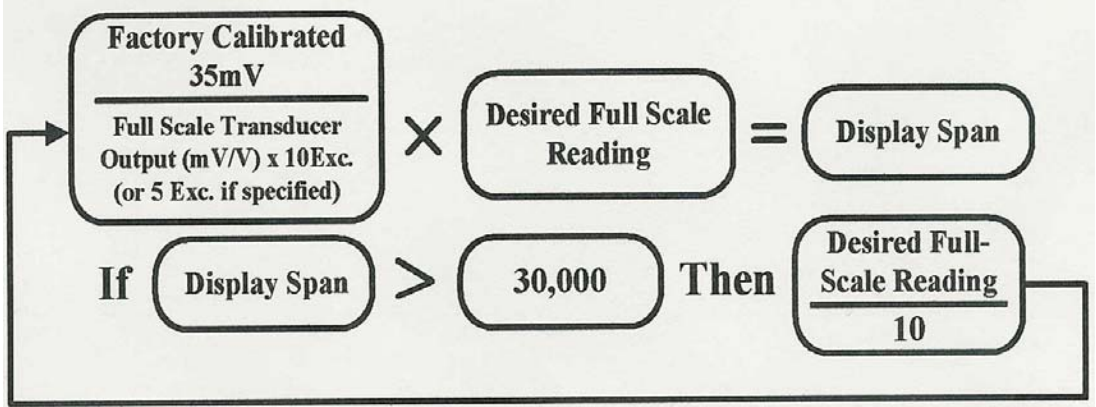 Factory Calibrated
35mV
Full Scale Transducer
Output (mV/V) x 10Exc.
(or 5 Exc. if specified)
×
Desired Full Scale
Reading
=
Display Span
If
Display Span
>
30,000
Then
Desired Full-
Scale Reading
10